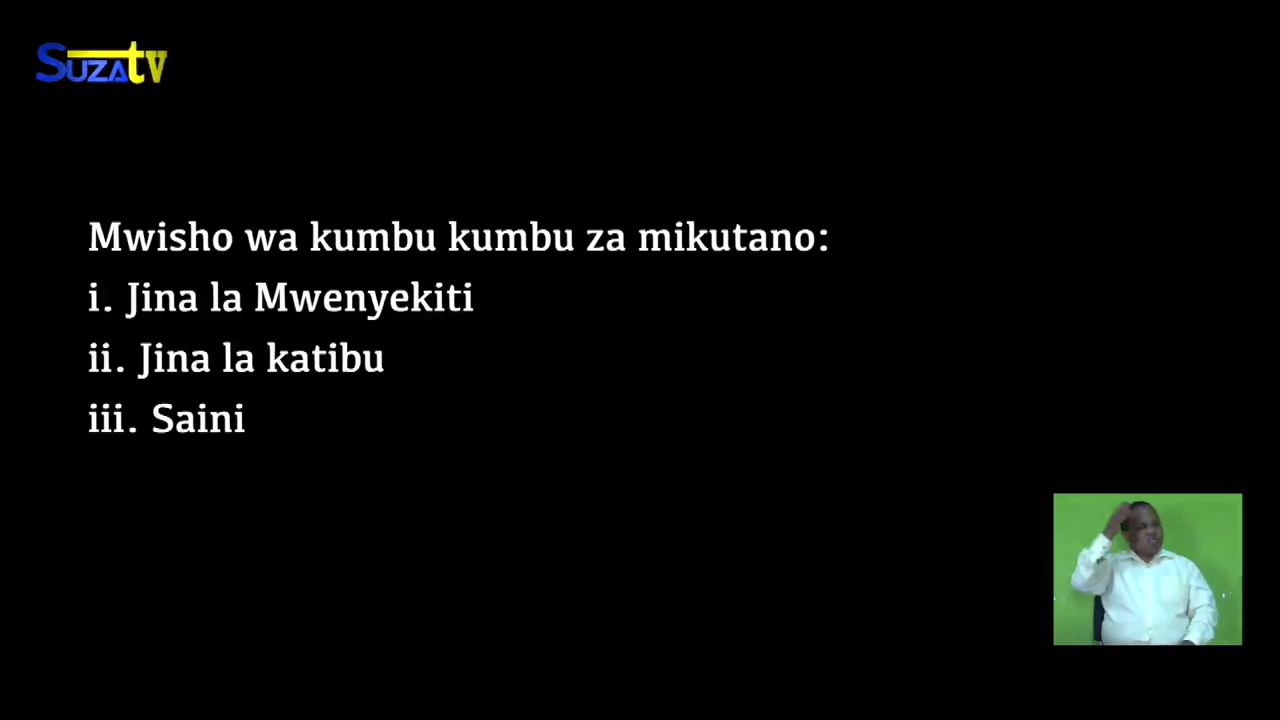 SUZAtv
Mwisho wa kumbu kumbu za mikutano:
i. Jina la Mwenyekiti
ii. Jina la katibu
iii. Saini